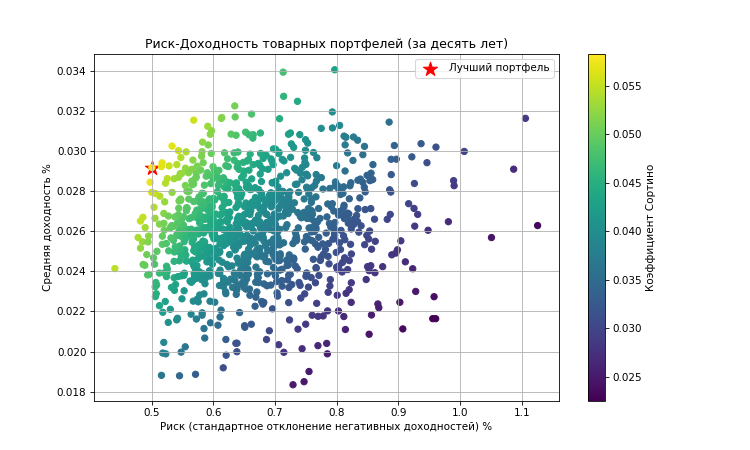 Риск-Доходность товарных портфелей (за десять лет)
Лучший портфель
Средняя доходность %
0.034
0.032
0.030
0.028
0.026
0.024
0.022
0.020
0.018
0.5 0.6 0.7 0.8 0.9 1.0 1.1
Риск (стандартное отклонение негативных доходностей) %
0.055
0.050
0.045
0.040
0.035
0.030
0.025
Коэффициент Сортино